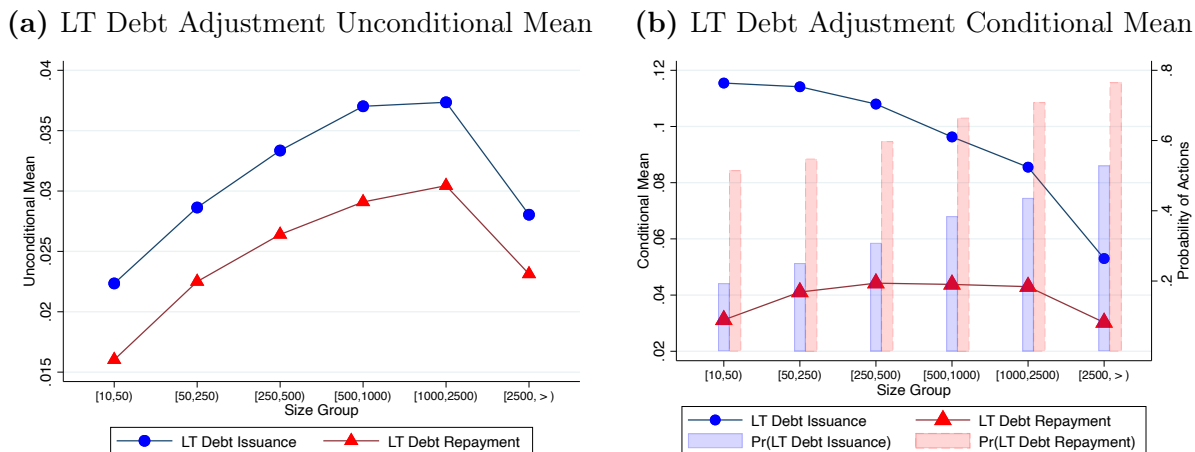 (a) LT Debt Adjustment Unconditional Mean
.04
.035
.03
.025
.02
.015
Unconditional Mean
[10,50)
[50,250)
[250,500)
[500,1000)
[1000,2500)
[2500, > )
Size Group
LT Debt Issuance
LT Debt Repayment
(b) LT Debt Adjustment Conditional Mean
.12
.1
.08
.06
.04
.02
Conditional Mean
.8
.6
.4
.2
Probability of Actions
[10,50)
[50,250)
[250,500)
[500,1000)
[1000,2500)
[2500, > )
Size Group
LT Debt Issuance
LT Debt Repayment
Pr(LT Debt Issuance)
Pr(LT Debt Repayment)